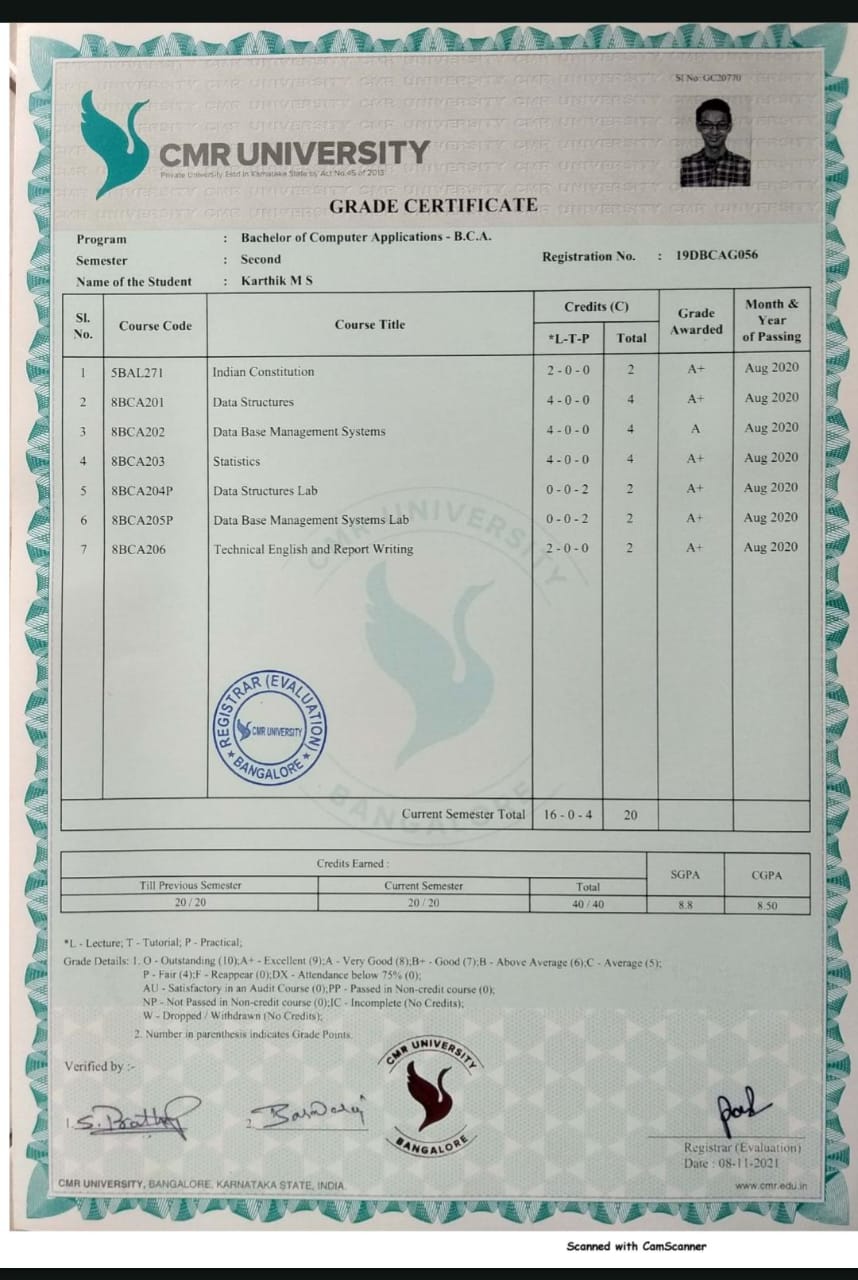 Sl No: GC20770
CMR UNIVERSITY
Private University Estd in Karnataka State by Act No.45 of 2013
GRADE CERTIFICATE
Program : Bachelor of Computer Applications - B.C.A.
Semester : Second
Registration No. : 19DBCAG056
Name of the Student : Karthik M S
Sl. No. Course Code Course Title Credits (C) *L-T-P Total Grade Awarded Month & Year of Passing
1 5BAL271 Indian Constitution 2 - 0 - 0 2 A+ Aug 2020
2 8BCA201 Data Structures 4 - 0 - 0 4 A+ Aug 2020
3 8BCA202 Data Base Management Systems 4 - 0 - 0 4 A Aug 2020
4 8BCA203 Statistics 4 - 0 - 0 4 A+ Aug 2020
5 8BCA204P Data Structures Lab 0 - 0 - 2 2 A+ Aug 2020
6 8BCA205P Data Base Management Systems Lab 0 - 0 - 2 2 A+ Aug 2020
7 8BCA206 Technical English and Report Writing 2 - 0 - 0 2 A+ Aug 2020
CMR UNIVERSITY
BANGALORE
REGISTRAR (EVALUATION)
CMR UNIVERSITY
★ BANGALORE ★
Current Semester Total 16 - 0 - 4 20
Credits Earned : SGPA CGPA
Till Previous Semester Current Semester Total
20 / 20 20 / 20 40 / 40 8.8 8.50
*L - Lecture; T - Tutorial; P - Practical;
Grade Details: 1. O - Outstanding (10);A+ - Excellent (9);A - Very Good (8);B+ - Good (7);B - Above Average (6);C - Average (5);
P - Fair (4);F - Reappear (0);DX - Attendance below 75% (0);
AU - Satisfactory in an Audit Course (0);PP - Passed in Non-credit course (0);
NP - Not Passed in Non-credit course (0);IC - Incomplete (No Credits);
W - Dropped / Withdrawn (No Credits);
2. Number in parenthesis indicates Grade Points.
Verified by :-
CMR UNIVERSITY
BANGALORE
1.
2.
Registrar (Evaluation)
Date : 08-11-2021
CMR UNIVERSITY, BANGALORE, KARNATAKA STATE, INDIA.
www.cmr.edu.in
Scanned with CamScanner